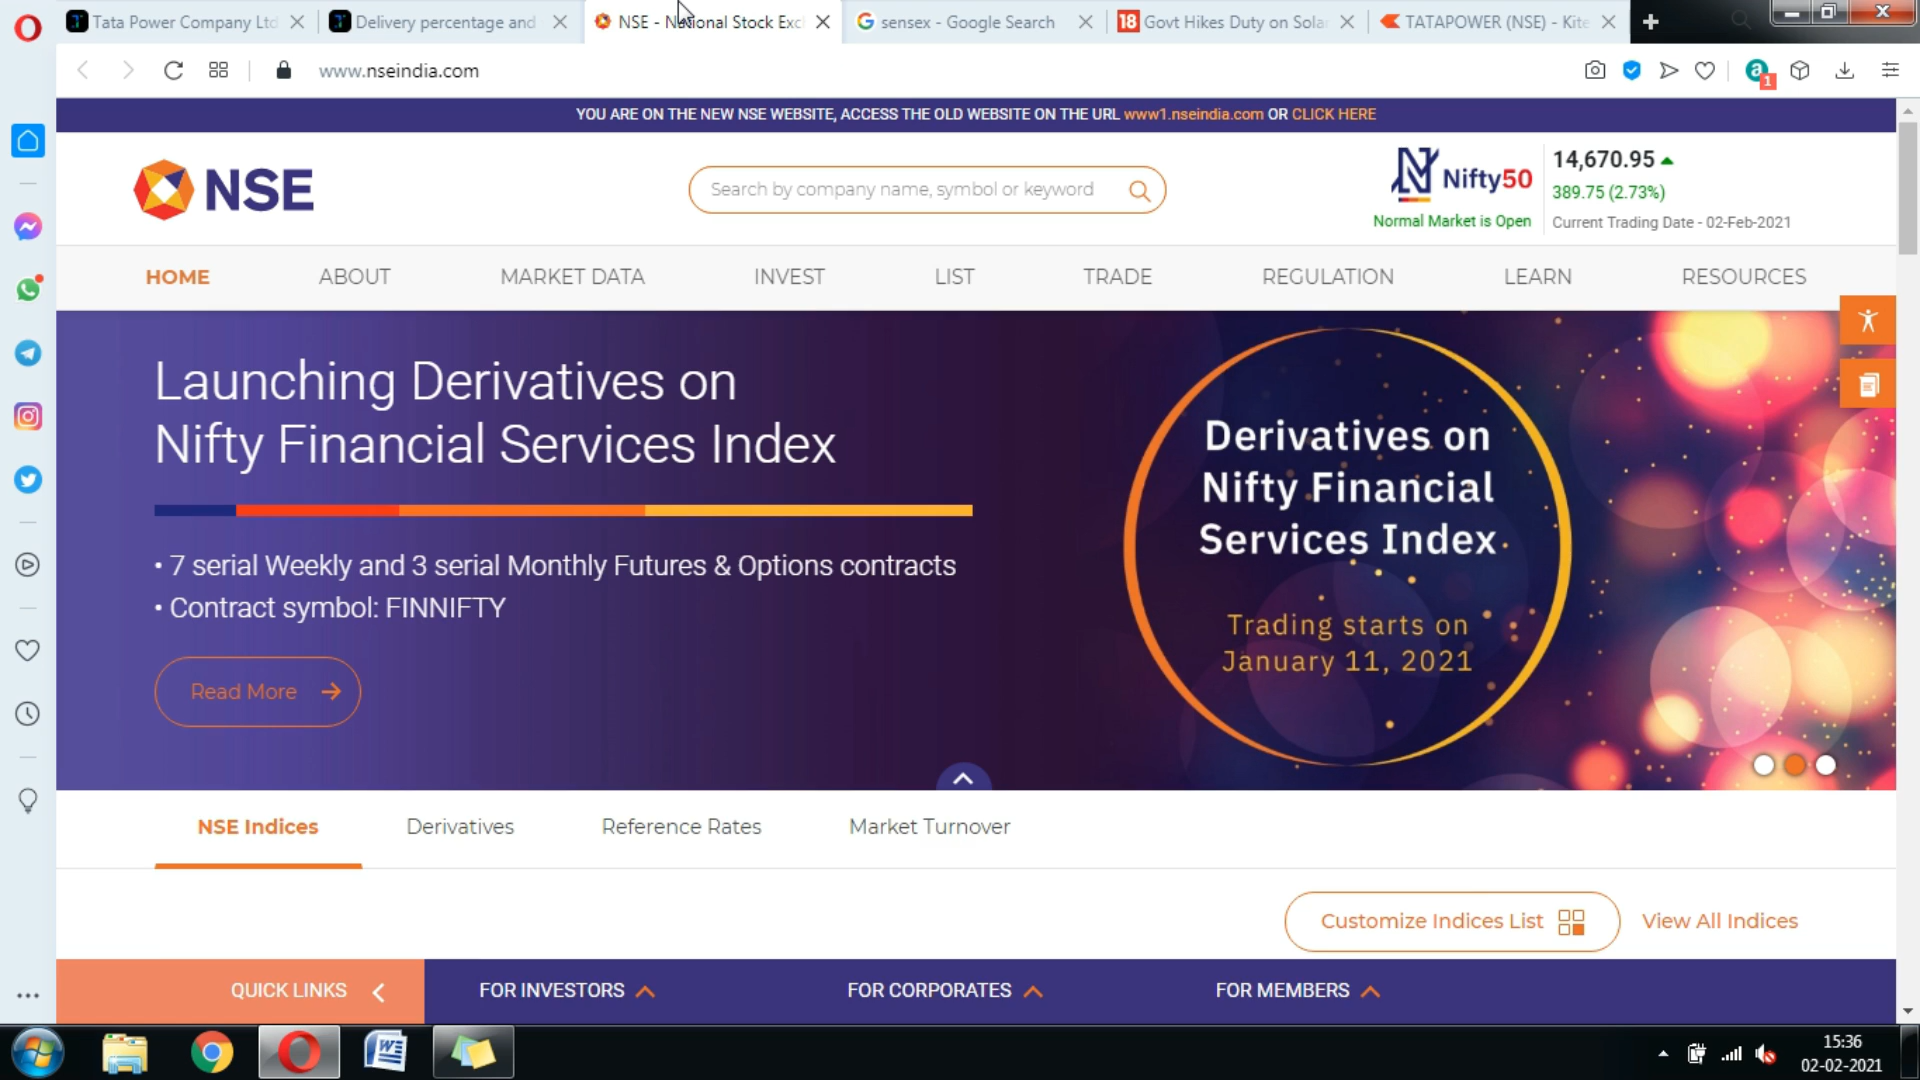 Tata Power Company Ltd
Delivery percentage and
NSE - National Stock Exc
sensex - Google Search
18 Govt Hikes Duty on Solar
TATAPOWER (NSE) - Kite
www.nseindia.com
a 1
YOU ARE ON THE NEW NSE WEBSITE, ACCESS THE OLD WEBSITE ON THE URL www1.nseindia.com OR CLICK HERE
NSE
Search by company name, symbol or keyword
Nifty50
Normal Market is Open
14,670.95
389.75 (2.73%)
Current Trading Date - 02-Feb-2021
HOME
ABOUT
MARKET DATA
INVEST
LIST
TRADE
REGULATION
LEARN
RESOURCES
Launching Derivatives on
Nifty Financial Services Index
• 7 serial Weekly and 3 serial Monthly Futures & Options contracts
• Contract symbol: FINNIFTY
Read More
Derivatives on
Nifty Financial
Services Index
Trading starts on
January 11, 2021
NSE Indices
Derivatives
Reference Rates
Market Turnover
Customize Indices List
View All Indices
QUICK LINKS
FOR INVESTORS
FOR CORPORATES
FOR MEMBERS
15:36
02-02-2021